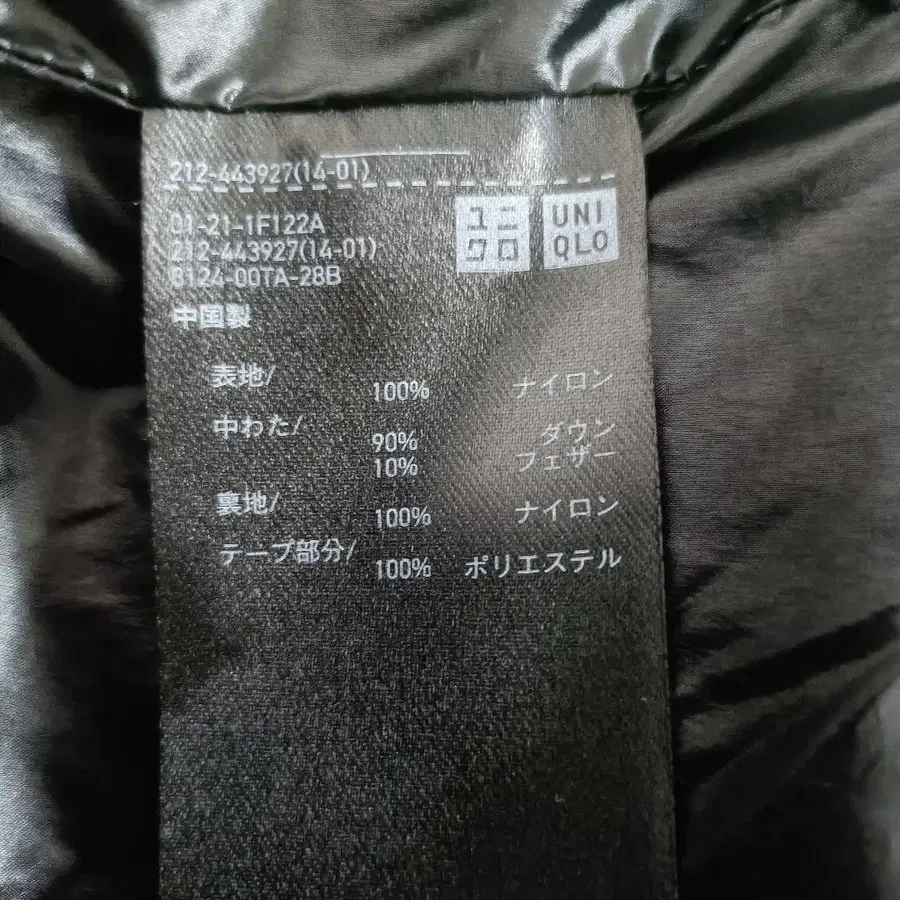 212-443927(14-01)
ユニ
クロ
UNI
QLO
01-21-1F122A
212-443927(14-01)
8124-00TA-28B
中国製
表地/ 100% ナイロン
中わた/ 90% ダウン
10% フェザー
裏地/ 100% ナイロン
テープ部分/ 100% ポリエステル